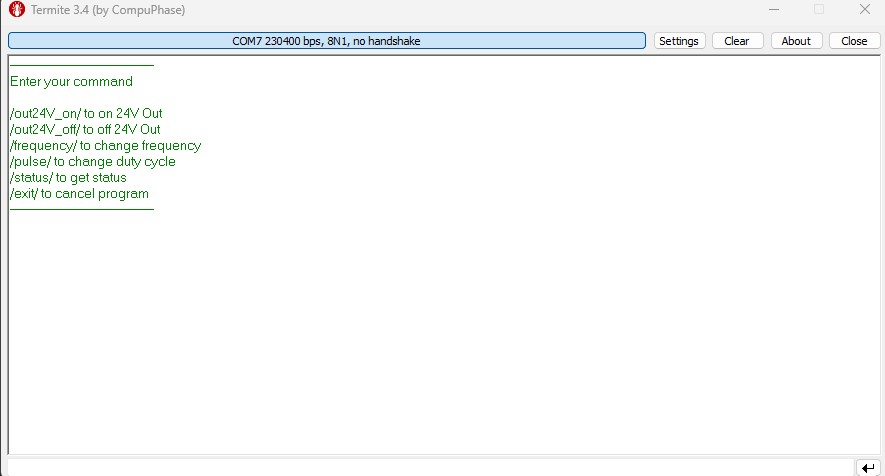 Termite 3.4 (by CompuPhase)
COM7 230400 bps, 8N1, no handshake
Settings
Clear
About
Close
Enter your command
/out24V_on/ to on 24V Out
/out24V_off/ to off 24V Out
/frequency/ to change frequency
/pulse/ to change duty cycle
/status/ to get status
/exit/ to cancel program